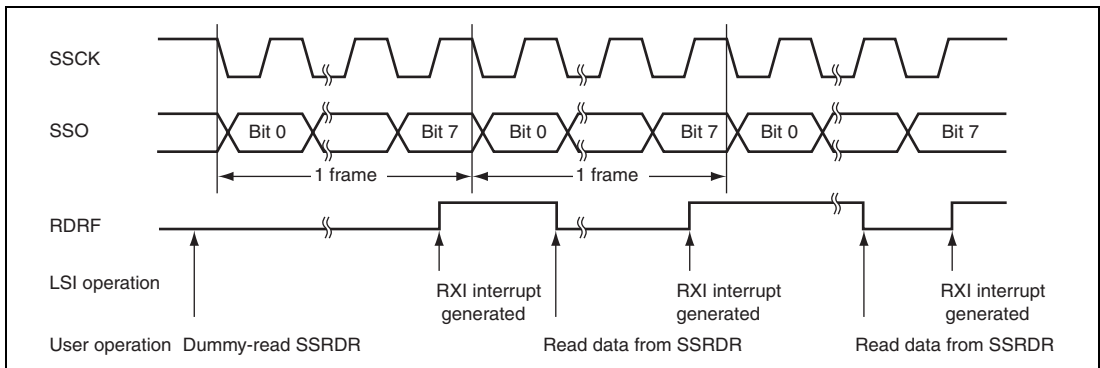 SSCK
SSO
Bit 0 Bit 7 Bit 0 Bit 7 Bit 0 Bit 7
1 frame 1 frame
RDRF
LSI operation
RXI interrupt generated
RXI interrupt generated
RXI interrupt generated
User operation Dummy-read SSRDR Read data from SSRDR Read data from SSRDR